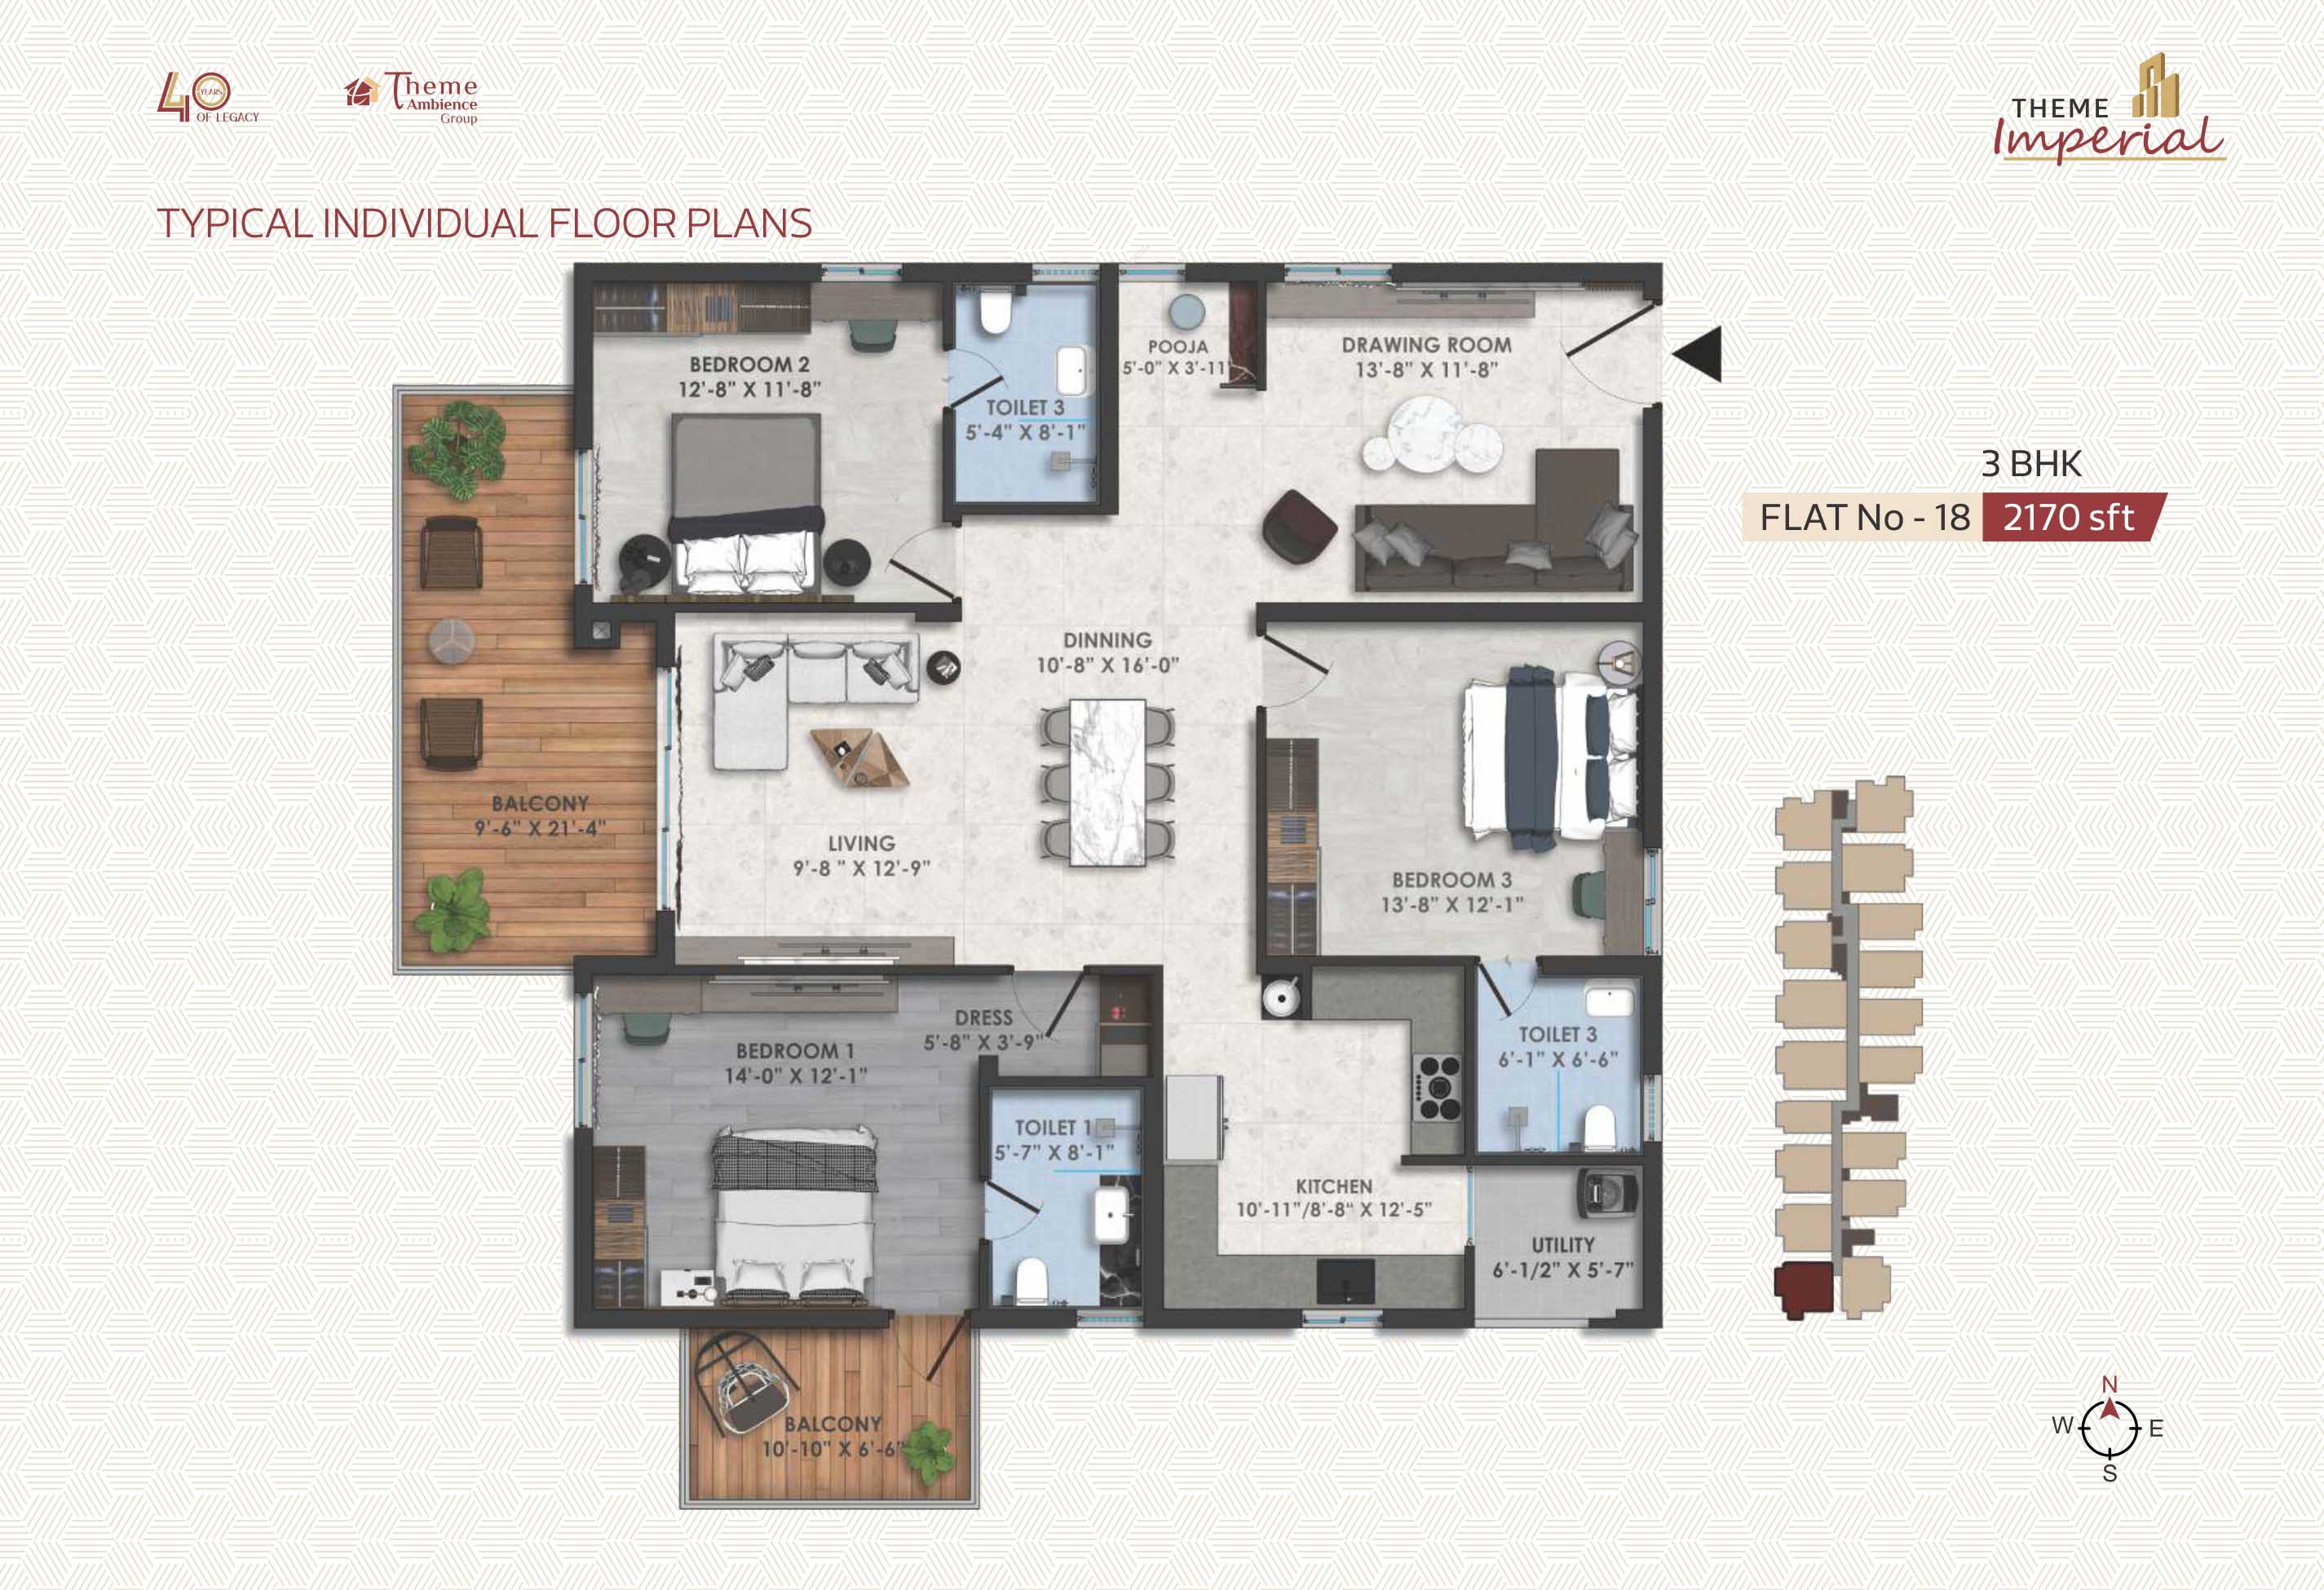 40 YEARS
OF LEGACY
Theme
Ambience
Group
THEME
Imperial
TYPICAL INDIVIDUAL FLOOR PLANS
BEDROOM 2
12'-8" X 11'-8"
TOILET 3
5'-4" X 8'-1"
POOJA
5'-0" X 3'-11"
DRAWING ROOM
13'-8" X 11'-8"
3 BHK
FLAT No - 18 2170 sft
DINNING
10'-8" X 16'-0"
BALCONY
9'-6" X 21'-4"
LIVING
9'-8 " X 12'-9"
BEDROOM 3
13'-8" X 12'-1"
DRESS
5'-8" X 3'-9"
BEDROOM 1
14'-0" X 12'-1"
TOILET 3
6'-1" X 6'-6"
TOILET 1
5'-7" X 8'-1"
KITCHEN
10'-11"/8'-8" X 12'-5"
UTILITY
6'-1/2" X 5'-7"
BALCONY
10'-10" X 6'-6"
N
W E
S